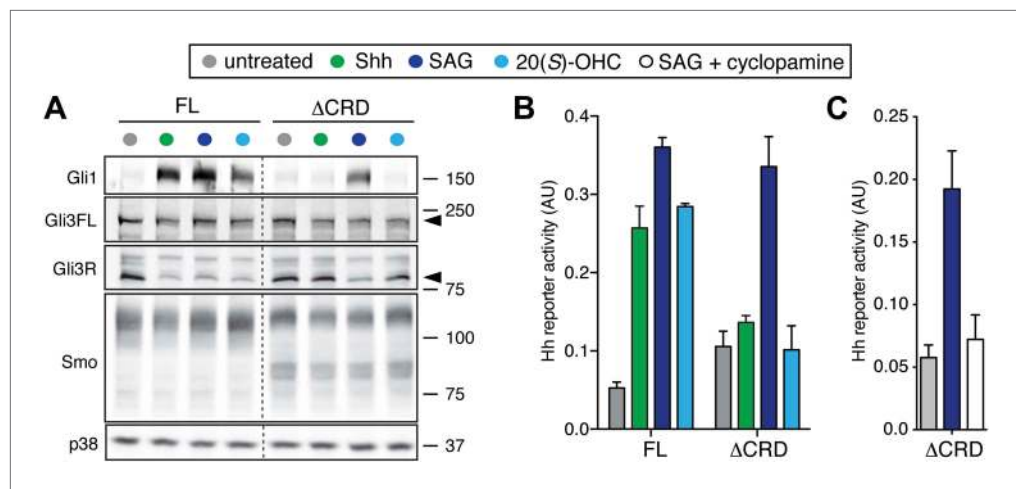 untreated Shh SAG 20(S)-OHC SAG + cyclopamine
A
FL ΔCRD
Gli1
150
250
Gli3FL
Gli3R
75
Smo
100
75
p38
37
B
Hh reporter activity (AU)
0.4
0.3
0.2
0.1
0.0
FL ΔCRD
C
Hh reporter activity (AU)
0.25
0.20
0.15
0.10
0.05
0.0
ΔCRD